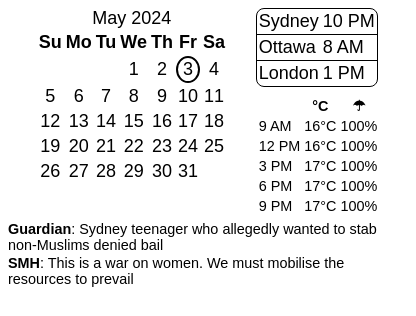 May 2024
Su Mo Tu We Th Fr Sa
1 2 3 4
5 6 7 8 9 10 11
12 13 14 15 16 17 18
19 20 21 22 23 24 25
26 27 28 29 30 31
Sydney 10 PM
Ottawa 8 AM
London 1 PM
°C ☂
9 AM 16°C 100%
12 PM 16°C 100%
3 PM 17°C 100%
6 PM 17°C 100%
9 PM 17°C 100%
Guardian: Sydney teenager who allegedly wanted to stab
non-Muslims denied bail
SMH: This is a war on women. We must mobilise the
resources to prevail